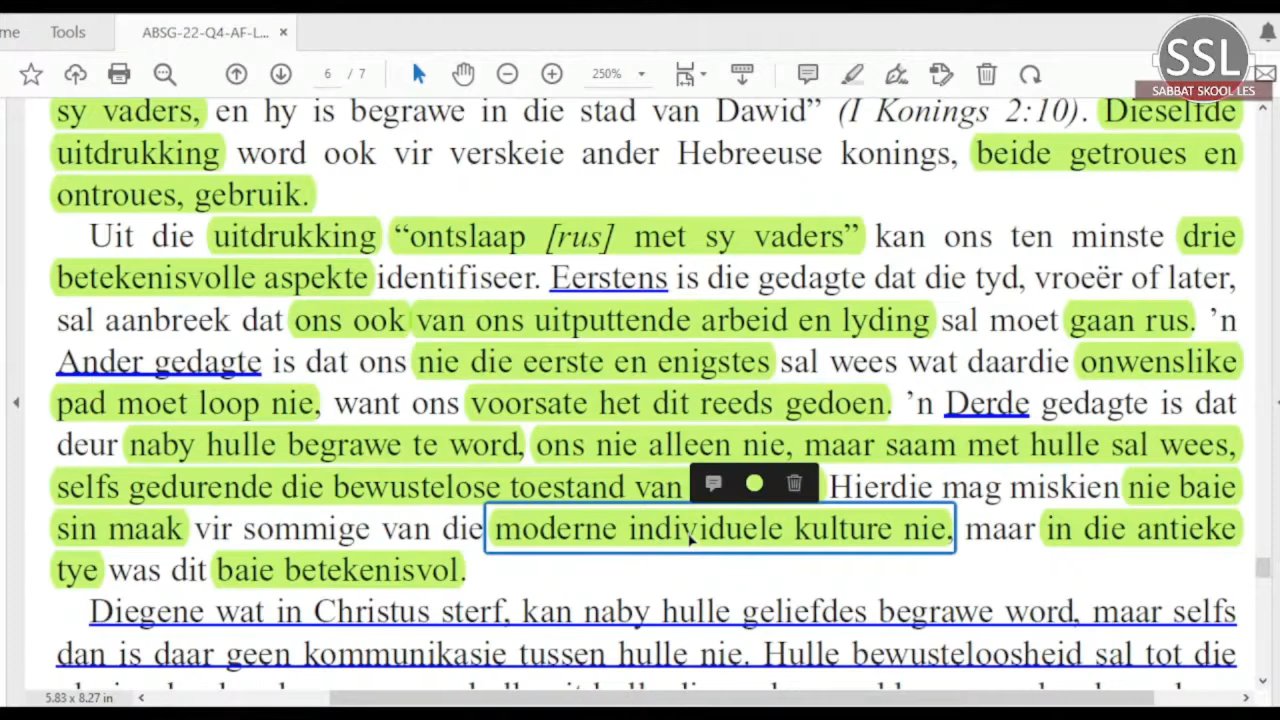 me Tools ABSG-22-Q4-AF-L... ×
SSL
SABBAT SKOOL LES
6 / 7 250%
sy vaders, en hy is begrawe in die stad van Dawid” (I Konings 2:10). Dieselfde
uitdrukking word ook vir verskeie ander Hebreeuse konings, beide getroues en
ontroues, gebruik.
Uit die uitdrukking “ontslaap [rus] met sy vaders” kan ons ten minste drie
betekenisvolle aspekte identifiseer. Eerstens is die gedagte dat die tyd, vroeër of later,
sal aanbreek dat ons ook van ons uitputtende arbeid en lyding sal moet gaan rus. ’n
Ander gedagte is dat ons nie die eerste en enigstes sal wees wat daardie onwenslike
pad moet loop nie, want ons voorsate het dit reeds gedoen. ’n Derde gedagte is dat
deur naby hulle begrawe te word, ons nie alleen nie, maar saam met hulle sal wees,
selfs gedurende die bewustelose toestand van Hierdie mag miskien nie baie
sin maak vir sommige van die moderne individuele kulture nie, maar in die antieke
tye was dit baie betekenisvol.
Diegene wat in Christus sterf, kan naby hulle geliefdes begrawe word, maar selfs
dan is daar geen kommunikasie tussen hulle nie. Hulle bewusteloosheid sal tot die
5.83 x 8.27 in